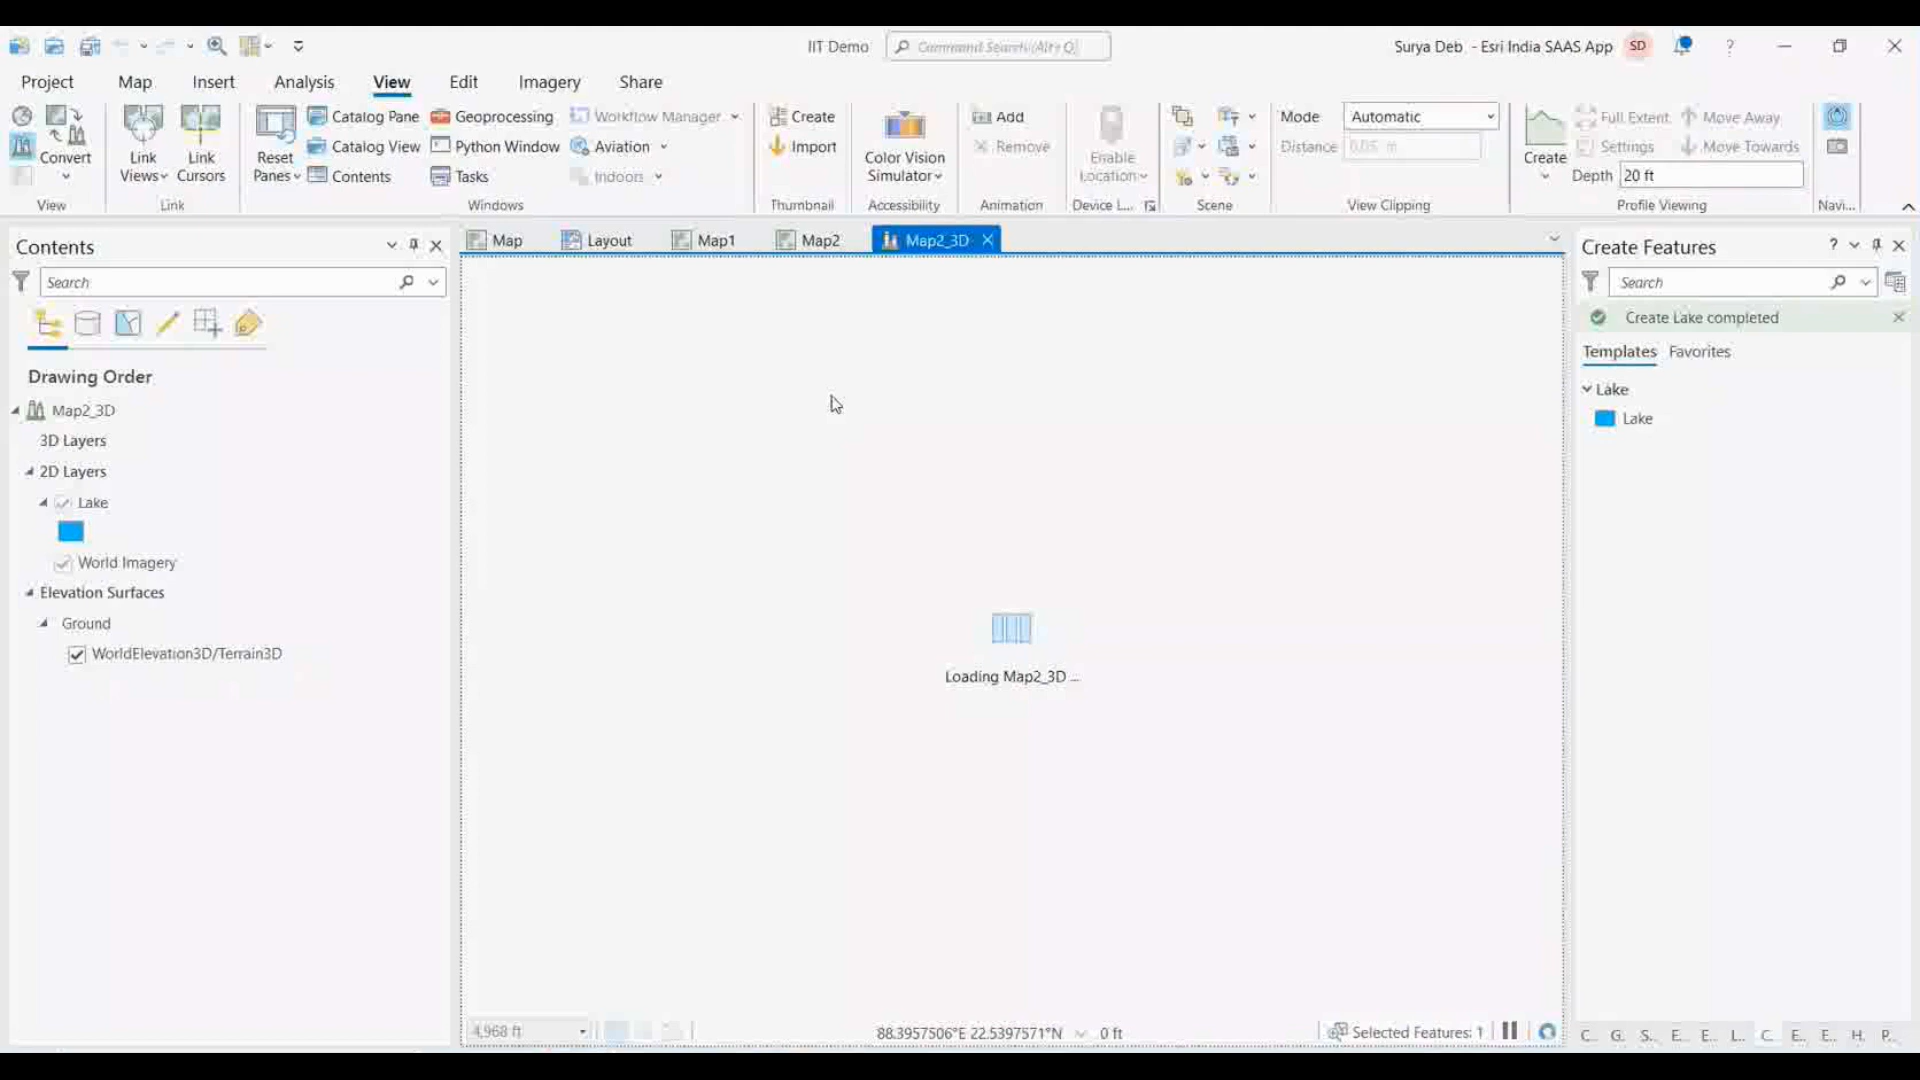 IIT Demo
Command Search (Alt+Q)
Surya Deb - Esri India SAAS App
SD
?
Project
Map
Insert
Analysis
View
Edit
Imagery
Share
Convert
View
Link Views
Link Cursors
Link
Reset Panes
Catalog Pane
Catalog View
Contents
Geoprocessing
Python Window
Tasks
Workflow Manager
Aviation
Indoors
Windows
Create
Import
Thumbnail
Color Vision
Simulator
Accessibility
Add
Remove
Animation
Enable
Location
Device L...
Scene
Mode
Automatic
Distance
0.05 m
View Clipping
Create
Full Extent
Move Away
Settings
Move Towards
Depth
20 ft
Profile Viewing
Navi...
Contents
Search
Drawing Order
Map2_3D
3D Layers
2D Layers
Lake
World Imagery
Elevation Surfaces
Ground
WorldElevation3D/Terrain3D
Map
Layout
Map1
Map2
Map2_3D
Loading Map2_3D ...
4,968 ft
88.3957506°E 22.5397571°N
0 ft
Selected Features: 1
Create Features
?
Search
Create Lake completed
Templates
Favorites
Lake
Lake
C..
G.
S..
E..
E..
L..
C.
E..
E..
H.
P..